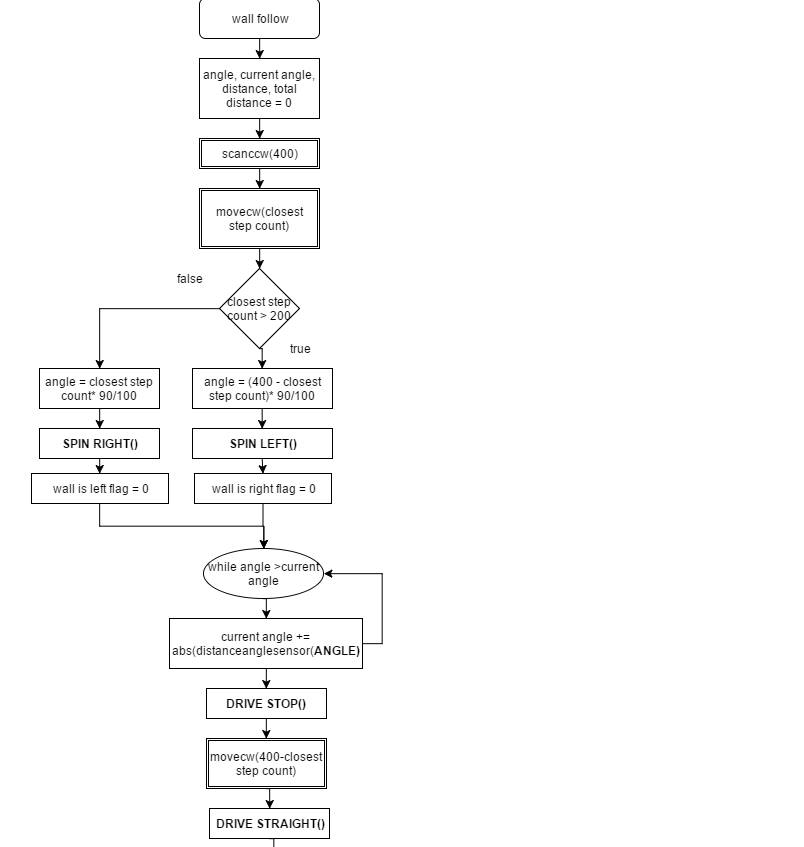 wall follow
angle, current angle,
distance, total
distance = 0
scanccw(400)
movecw(closest
step count)
false
closest step
count > 200
true
angle = closest step
count* 90/100
angle = (400 - closest
step count)* 90/100
SPIN RIGHT()
SPIN LEFT()
wall is left flag = 0
wall is right flag = 0
while angle >current
angle
current angle +=
abs(distanceanglesensor(ANGLE)
DRIVE STOP()
movecw(400-closest
step count)
DRIVE STRAIGHT()